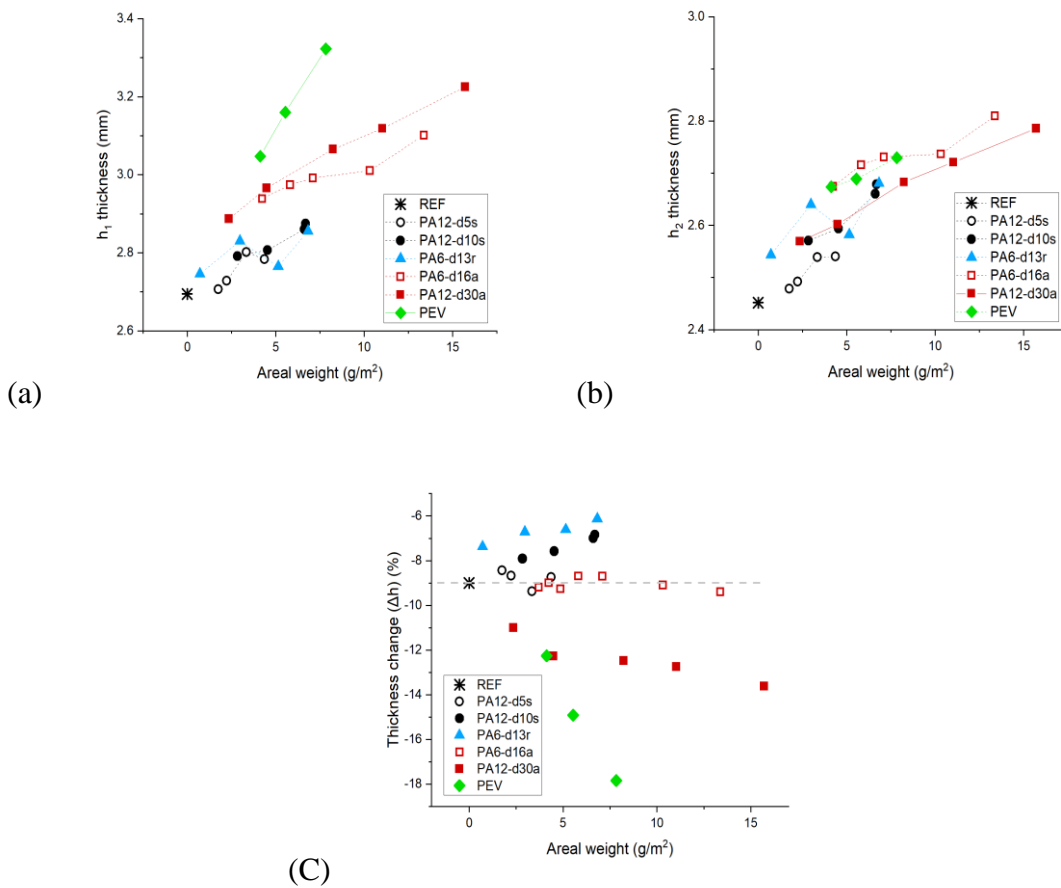 3.4
3.2
3.0
2.8
2.6
h₁ thickness (mm)
REF
PA12-d5s
PA12-d10s
PA6-d13r
PA6-d16a
PA12-d30a
PEV
0 5 10 15
Areal weight (g/m²)
(a)
3.0
2.8
2.6
2.4
h₂ thickness (mm)
REF
PA12-d5s
PA12-d10s
PA6-d13r
PA6-d16a
PA12-d30a
PEV
0 5 10 15
Areal weight (g/m²)
(b)
-6
-8
-10
-12
-14
-16
-18
Thickness change (Δh) (%)
REF
PA12-d5s
PA12-d10s
PA6-d13r
PA6-d16a
PA12-d30a
PEV
0 5 10 15
Areal weight (g/m²)
(C)